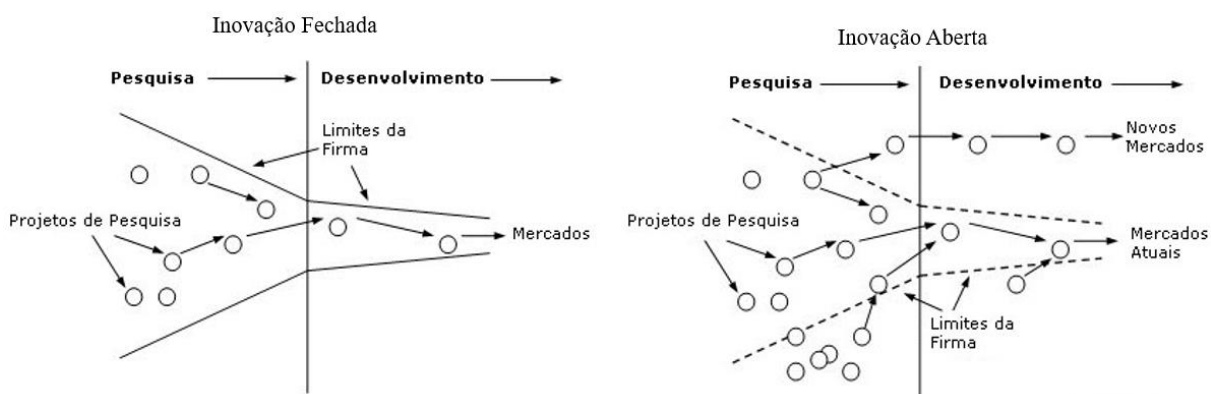 Inovação Fechada
Pesquisa
Desenvolvimento
Limites da
Firma
Projetos de Pesquisa
Mercados
Inovação Aberta
Pesquisa
Desenvolvimento
Novos
Mercados
Projetos de Pesquisa
Mercados
Atuais
Limites da
Firma